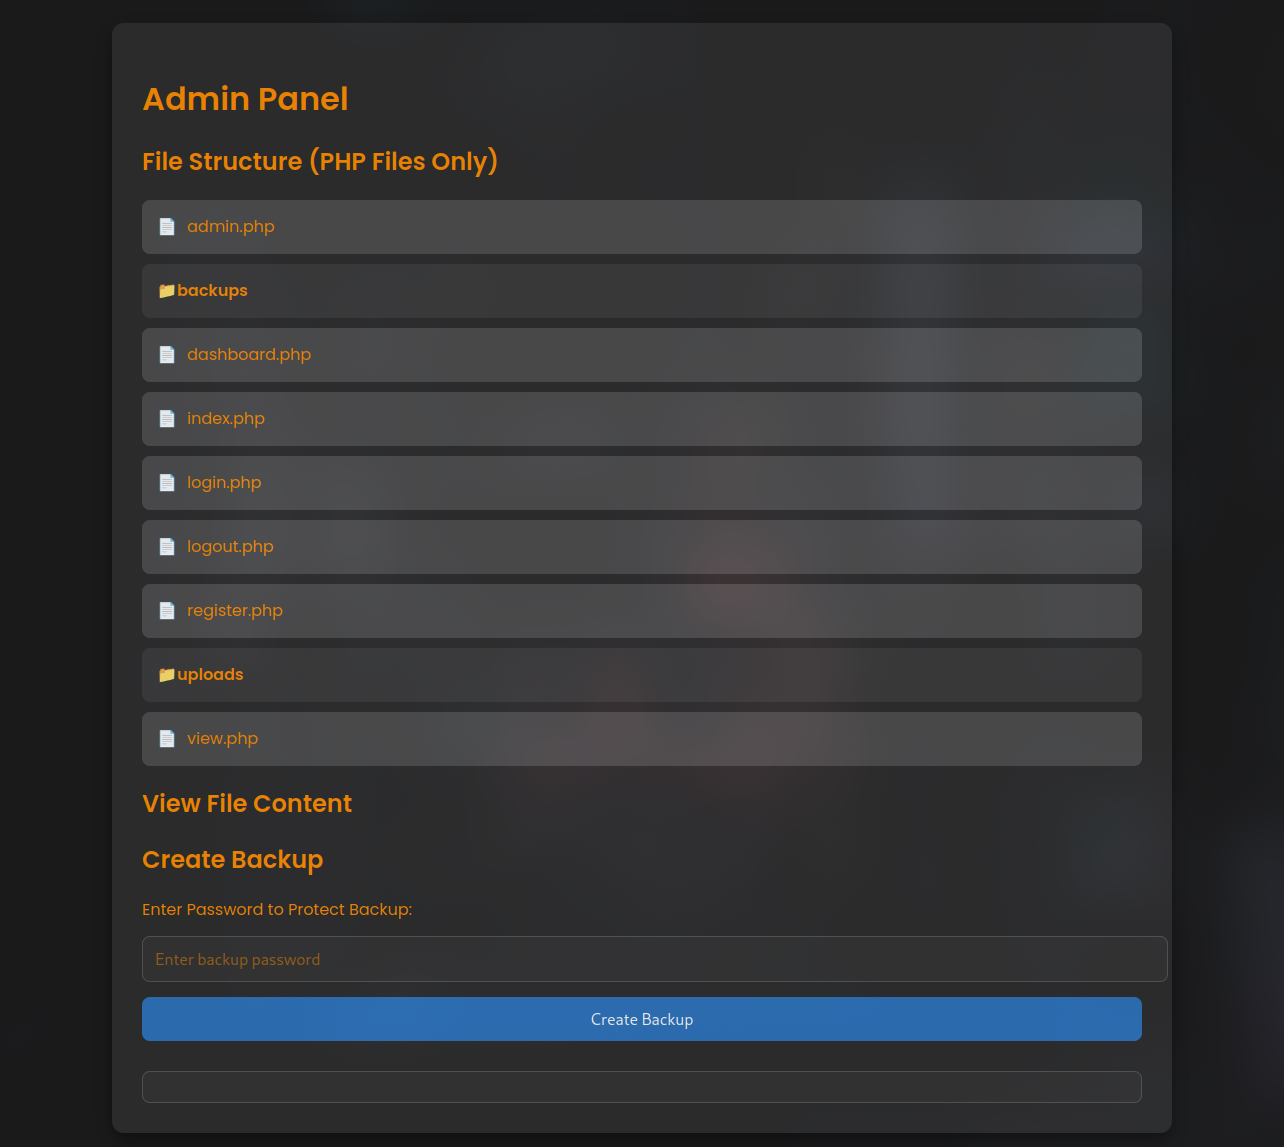 Admin Panel
File Structure (PHP Files Only)
admin.php
backups
dashboard.php
index.php
login.php
logout.php
register.php
uploads
view.php
View File Content
Create Backup
Enter Password to Protect Backup:
Enter backup password
Create Backup